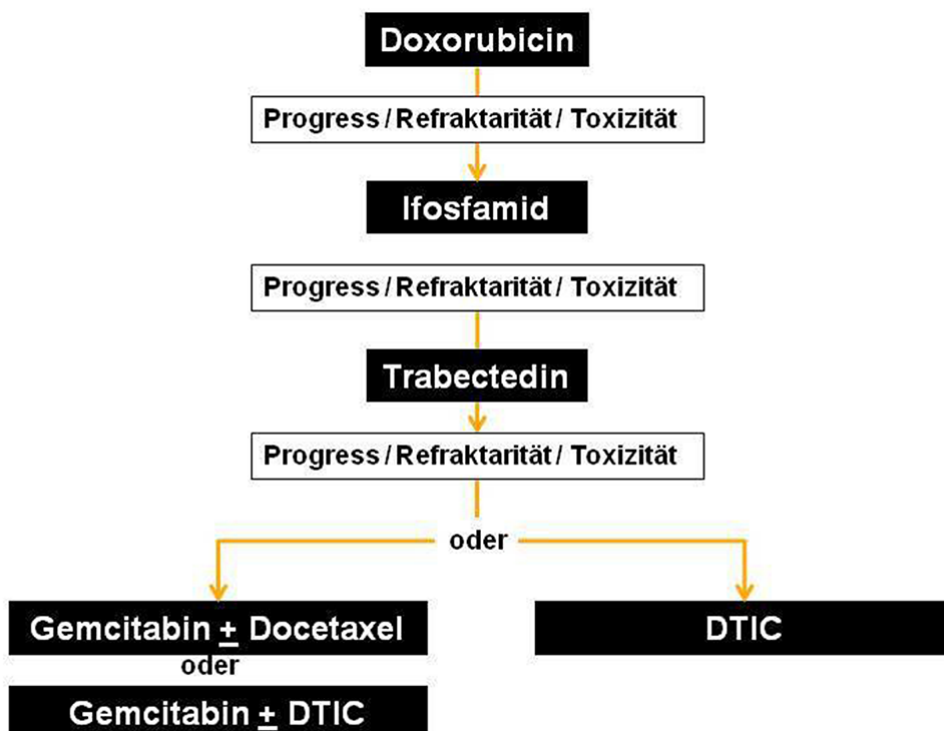 Doxorubicin
Progress / Refraktarität / Toxizität
Ifosfamid
Progress / Refraktarität / Toxizität
Trabectedin
Progress / Refraktarität / Toxizität
oder
Gemcitabin ± Docetaxel
oder
Gemcitabin ± DTIC
DTIC